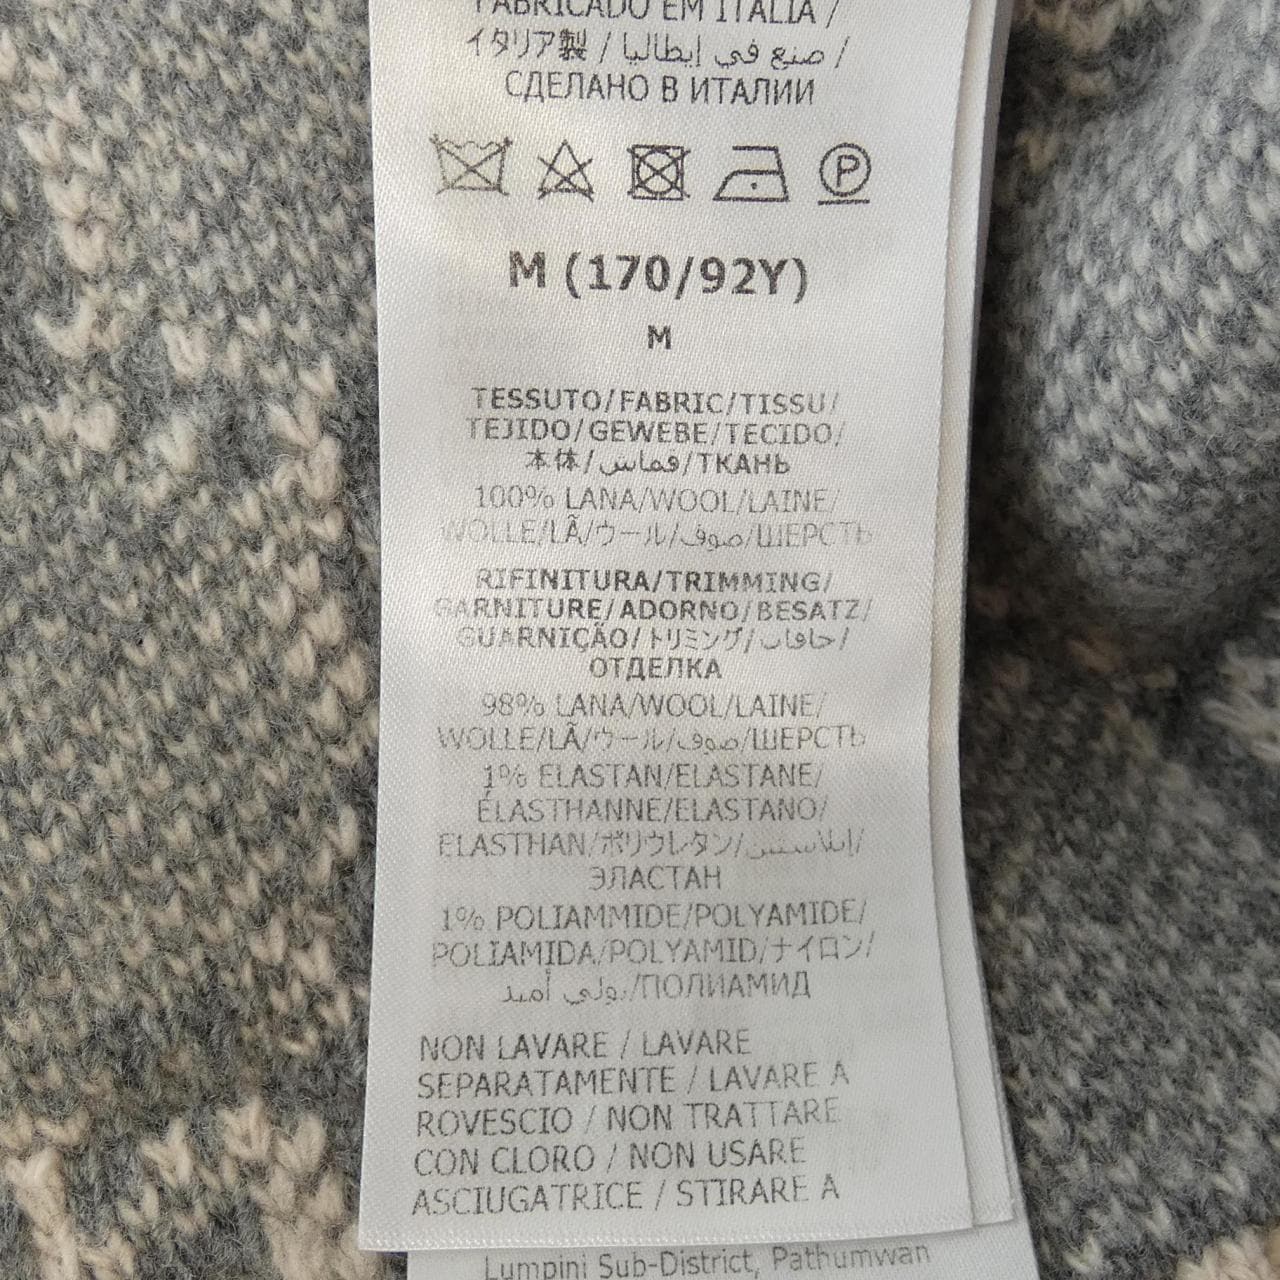 FABRICADO EM ITALIA /
イタリア製 / صنع في إيطاليا /
СДЕЛАНО В ИТАЛИИ
P
M (170/92Y)
M
TESSUTO/FABRIC/TISSU/
TEJIDO/GEWEBE/TECIDO/
本体/قماش/ТКАНЬ
100% LANA/WOOL/LAINE/
WOLLE/LÃ/ウール/صوف/ШЕРСТЬ
RIFINITURA/TRIMMING/
GARNITURE/ADORNO/BESATZ/
GUARNIÇÃO/トリミング/حافات/
ОТДЕЛКА
98% LANA/WOOL/LAINE/
WOLLE/LÃ/ウール/صوف/ШЕРСТЬ
1% ELASTAN/ELASTANE/
ÉLASTHANNE/ELASTANO/
ELASTHAN/ポリウレタン/إيلاستين/
ЭЛАСТАН
1% POLIAMMIDE/POLYAMIDE/
POLIAMIDA/POLYAMID/ナイロン/
بولي أميد/ПОЛИАМИД
NON LAVARE / LAVARE
SEPARATAMENTE / LAVARE A
ROVESCIO / NON TRATTARE
CON CLORO / NON USARE
ASCIUGATRICE / STIRARE A
Lumpini Sub-District, Pathumwan